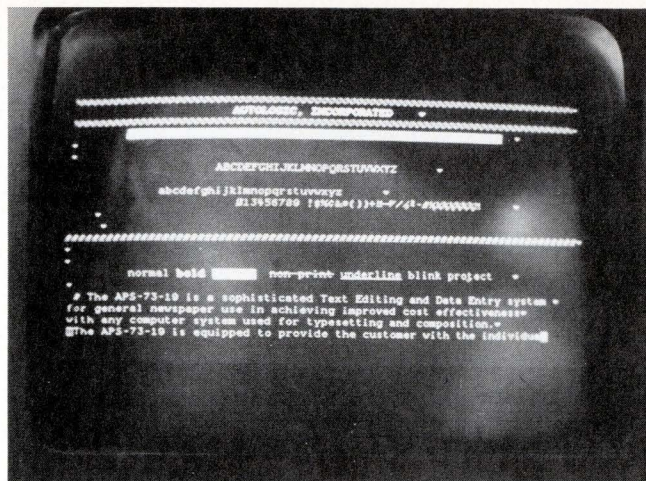 AUTOLOGIC, INCORPORATED
ABCDEFGHIJKLMNOPQRSTUVWXYZ
abcdefghijklmnopqrstuvwxyz
normal bold non-print underline blink project
# The APS-73-10 is a sophisticated Text Editing and Data Entry system
for general newspaper use in achieving improved cost effectiveness
with any computer system used for typesetting and composition.
The APS-73-10 is equipped to provide the customer with the individua